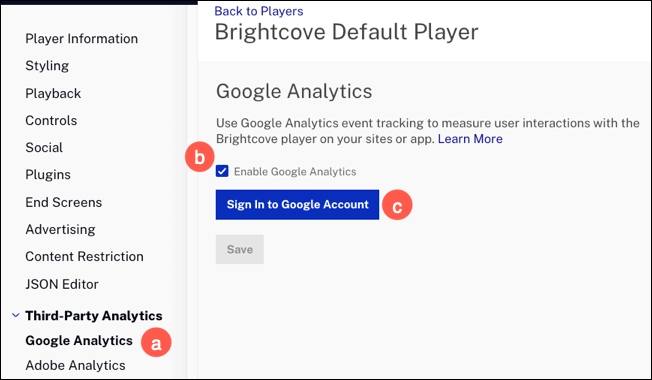 Back to Players
Brightcove Default Player
Player Information
Styling
Playback
Controls
Social
Plugins
End Screens
Advertising
Content Restriction
JSON Editor
Third-Party Analytics
Google Analytics
a
Adobe Analytics
Google Analytics
Use Google Analytics event tracking to measure user interactions with the
Brightcove player on your sites or app. Learn More
b
Enable Google Analytics
Sign In to Google Account
c
Save